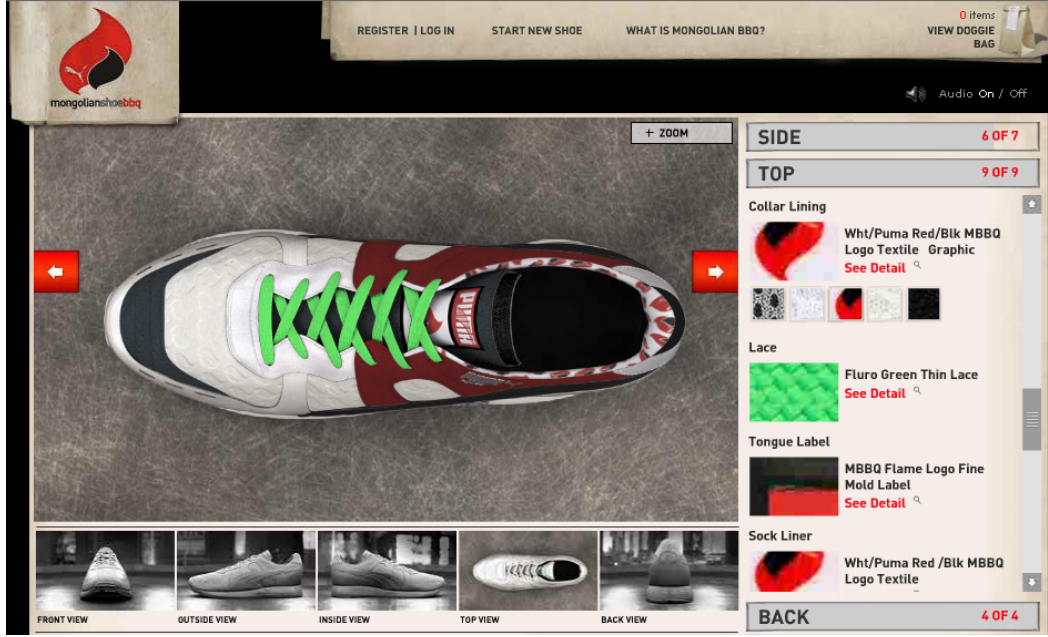 mongolianshoebbq
REGISTER | LOG IN
START NEW SHOE
WHAT IS MONGOLIAN BBQ?
0 items
VIEW DOGGIE
BAG
Audio On / Off
+ ZOOM
PUMA
SIDE 6 OF 7
TOP 9 OF 9
Collar Lining
Wht/Puma Red/Blk MBBQ
Logo Textile Graphic
See Detail
Lace
Fluro Green Thin Lace
See Detail
Tongue Label
MBBQ Flame Logo Fine
Mold Label
See Detail
Sock Liner
Wht/Puma Red /Blk MBBQ
Logo Textile
BACK 4 OF 4
FRONT VIEW
OUTSIDE VIEW
INSIDE VIEW
TOP VIEW
BACK VIEW